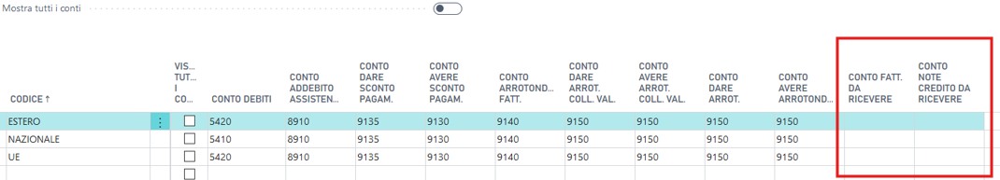 Mostra tutti i conti
CODICE ↑ VIS... TUT... I CO... CONTO DEBITI CONTO ADDEBITO ASSISTEN... CONTO DARE SCONTO PAGAM. CONTO AVERE SCONTO PAGAM. CONTO ARROTOND... FATT. CONTO DARE ARROT. COLL. VAL. CONTO AVERE ARROT. COLL. VAL. CONTO DARE ARROT. CONTO AVERE ARROTOND... CONTO FATT. DA RICEVERE CONTO NOTE CREDITO DA RICEVERE
ESTERO 5420 8910 9135 9130 9140 9150 9150 9150 9150
NAZIONALE 5410 8910 9135 9130 9140 9150 9150 9150 9150
UE 5420 8910 9135 9130 9140 9150 9150 9150 9150